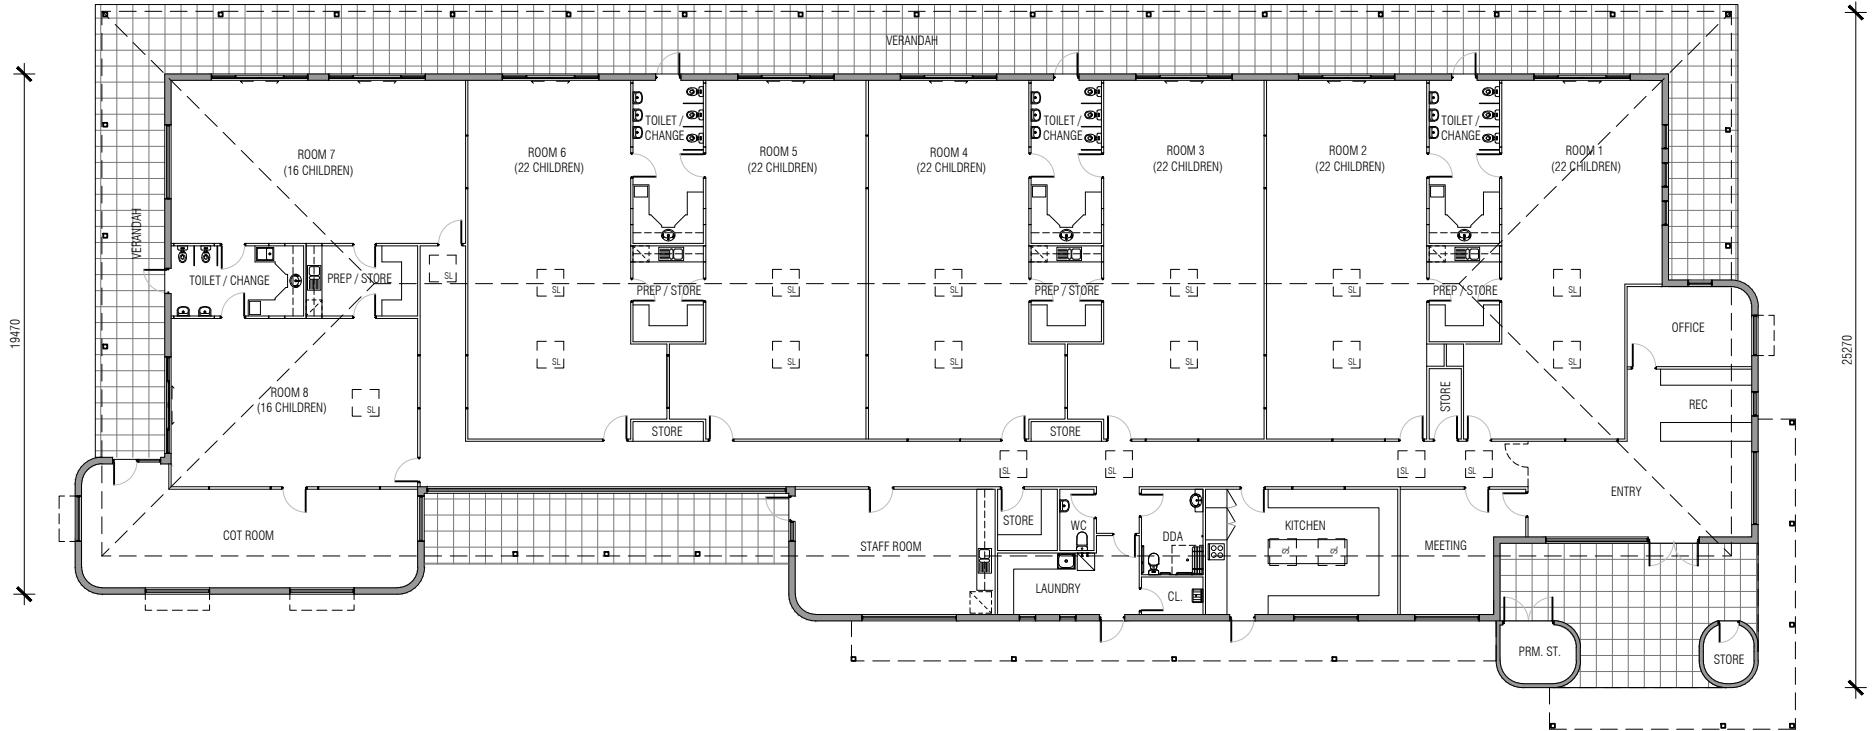 VERANDAH
ROOM 7
(16 CHILDREN)
ROOM 6
(22 CHILDREN)
TOILET /
CHANGE
ROOM 5
(22 CHILDREN)
ROOM 4
(22 CHILDREN)
TOILET /
CHANGE
ROOM 3
(22 CHILDREN)
ROOM 2
(22 CHILDREN)
TOILET /
CHANGE
ROOM 1
(22 CHILDREN)
VERANDAH
TOILET / CHANGE
PREP / STORE
SL
SL
PREP / STORE
SL
SL
PREP / STORE
SL
SL
PREP / STORE
SL
19470
OFFICE
25270
SL
SL
SL
SL
SL
SL
ROOM 8
(16 CHILDREN)
SL
STORE
REC
STORE
STORE
SL
SL
SL
SL
ENTRY
COT ROOM
STAFF ROOM
STORE
WC
DDA
KITCHEN
SL
SL
MEETING
LAUNDRY
CL.
PRM. ST.
STORE